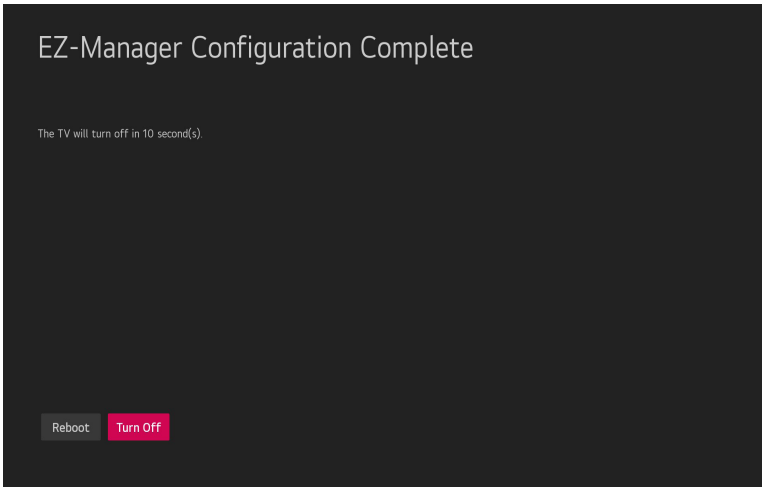 EZ-Manager Configuration Complete
The TV will turn off in 10 second(s).
Reboot
Turn Off